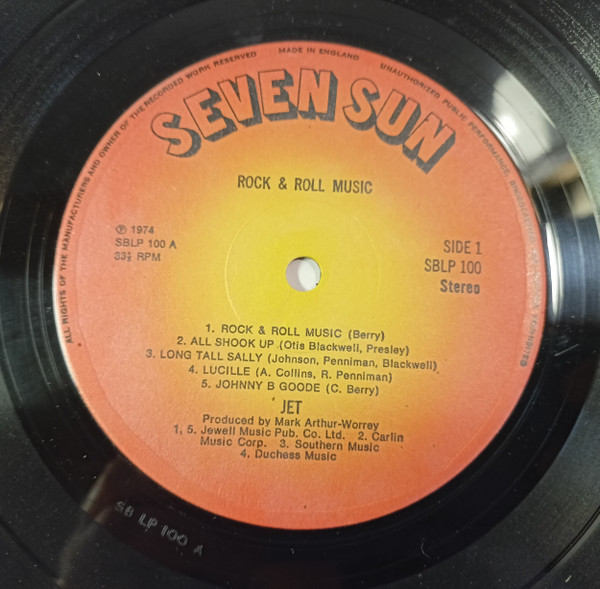 ALL RIGHTS OF THE MANUFACTURERS AND OWNER OF THE RECORDED WORK RESERVED
MADE IN ENGLAND
UNAUTHORIZED PUBLIC PERFORMANCE, BROADCASTING
SEVEN SUN
ROCK & ROLL MUSIC
Ⓟ 1974
SBLP 100 A
33⅓ RPM
SIDE 1
SBLP 100
Stereo
1. ROCK & ROLL MUSIC (Berry)
2. ALL SHOOK UP (Otis Blackwell, Presley)
3. LONG TALL SALLY (Johnson, Penniman, Blackwell)
4. LUCILLE (A. Collins, R. Penniman)
5. JOHNNY B GOODE (C. Berry)
JET
Produced by Mark Arthur-Worrey
1, 5. Jewell Music Pub. Co. Ltd. 2. Carlin
Music Corp. 3. Southern Music
4. Duchess Music
SB LP 100 A